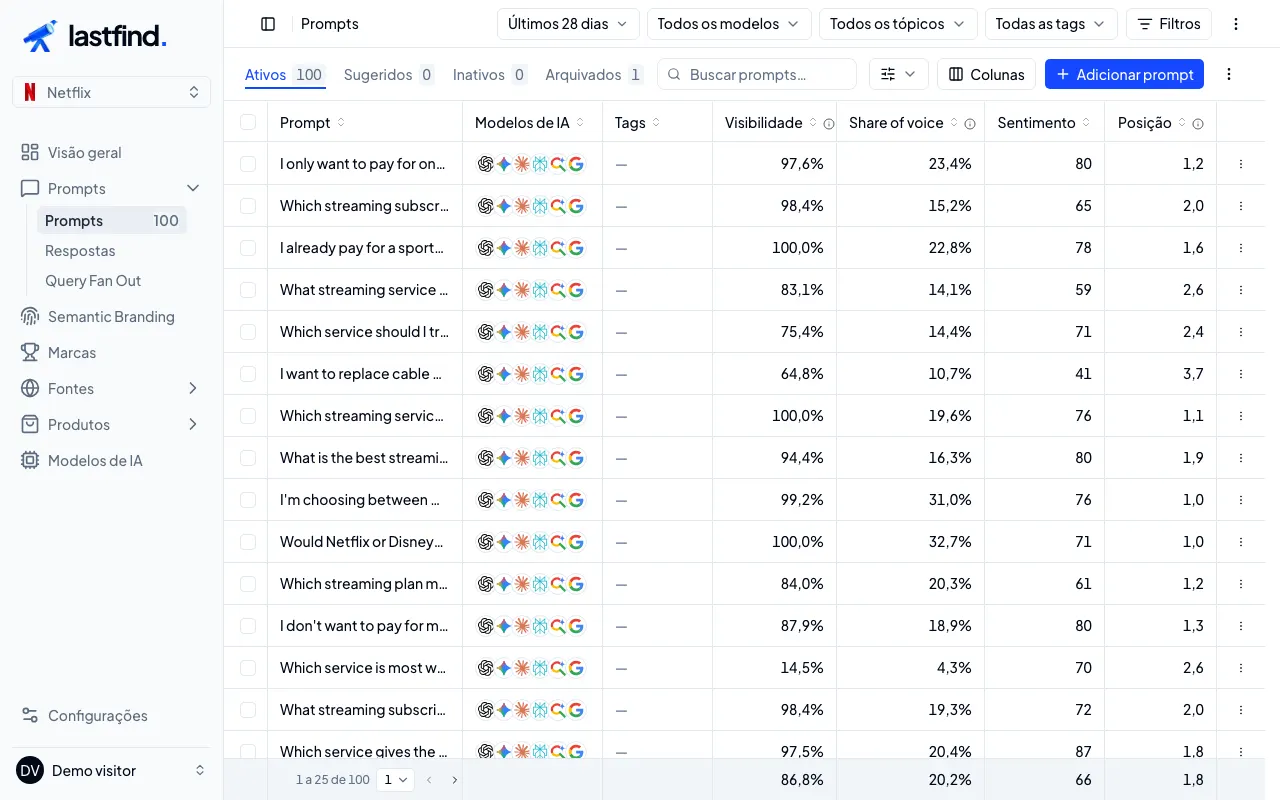 lastfind.
Prompts
Últimos 28 dias
Todos os modelos
Todos os tópicos
Todas as tags
Filtros
Netflix
Ativos 100
Sugeridos 0
Inativos 0
Arquivados 1
Buscar prompts...
Colunas
+ Adicionar prompt
Visão geral
Prompts
Prompts 100
Respostas
Query Fan Out
Semantic Branding
Marcas
Fontes
Produtos
Modelos de IA
Configurações
DV Demo visitor
Prompt Modelos de IA Tags Visibilidade Share of voice Sentimento Posição
I only want to pay for on... — 97,6% 23,4% 80 1,2
Which streaming subscr... — 98,4% 15,2% 65 2,0
I already pay for a sport... — 100,0% 22,8% 78 1,6
What streaming service ... — 83,1% 14,1% 59 2,6
Which service should I tr... — 75,4% 14,4% 71 2,4
I want to replace cable ... — 64,8% 10,7% 41 3,7
Which streaming servic... — 100,0% 19,6% 76 1,1
What is the best streami... — 94,4% 16,3% 80 1,9
I'm choosing between ... — 99,2% 31,0% 76 1,0
Would Netflix or Disney... — 100,0% 32,7% 71 1,0
Which streaming plan m... — 84,0% 20,3% 61 1,2
I don't want to pay for m... — 87,9% 18,9% 80 1,3
Which service is most w... — 14,5% 4,3% 70 2,6
What streaming subscri... — 98,4% 19,3% 72 2,0
Which service gives the ... — 97,5% 20,4% 87 1,8
1 a 25 de 100 1 86,8% 20,2% 66 1,8